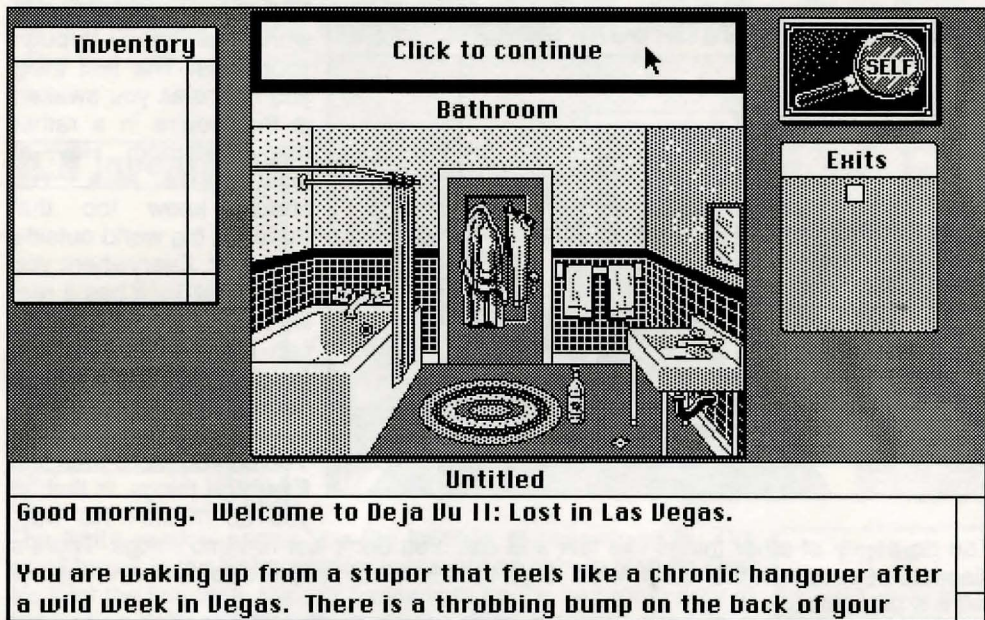 inventory
Click to continue
SELF
Bathroom
Exits
Untitled
Good morning. Welcome to Deja Vu II: Lost in Las Vegas.
You are waking up from a stupor that feels like a chronic hangover after
a wild week in Vegas. There is a throbbing bump on the back of your